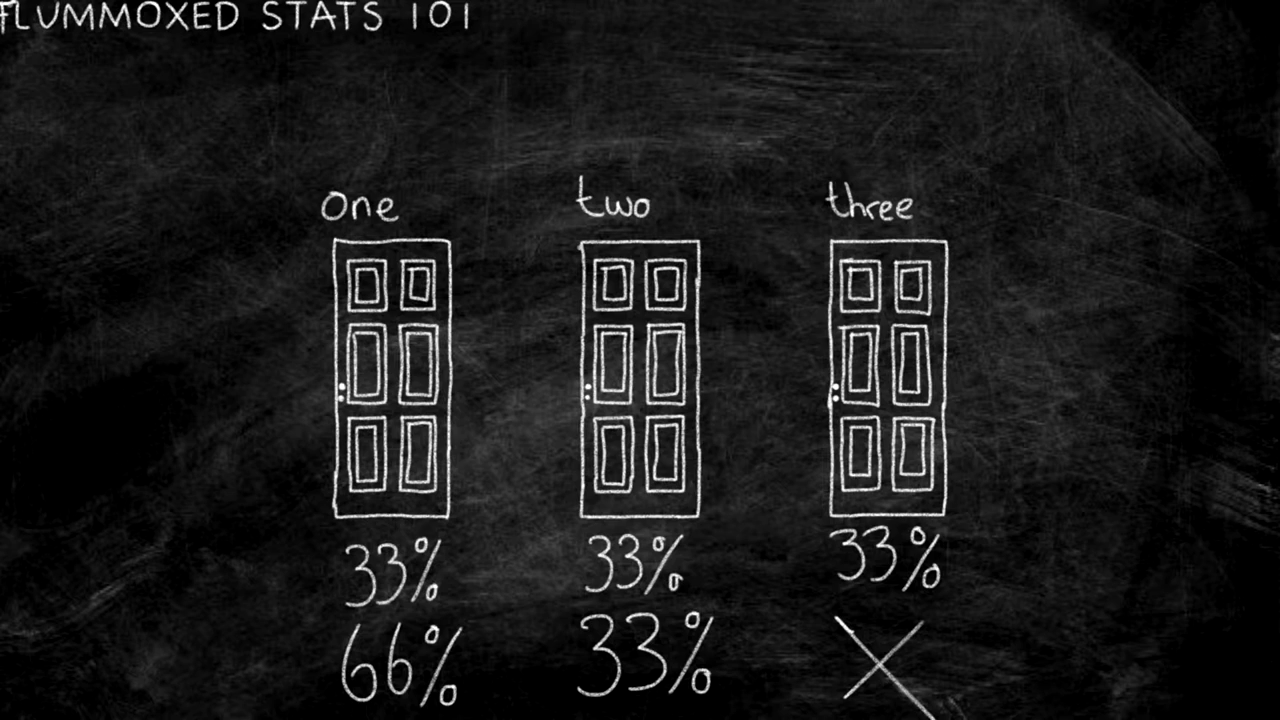 FLUMMOXED STATS 101
one two three
33% 33% 33%
66% 33% X